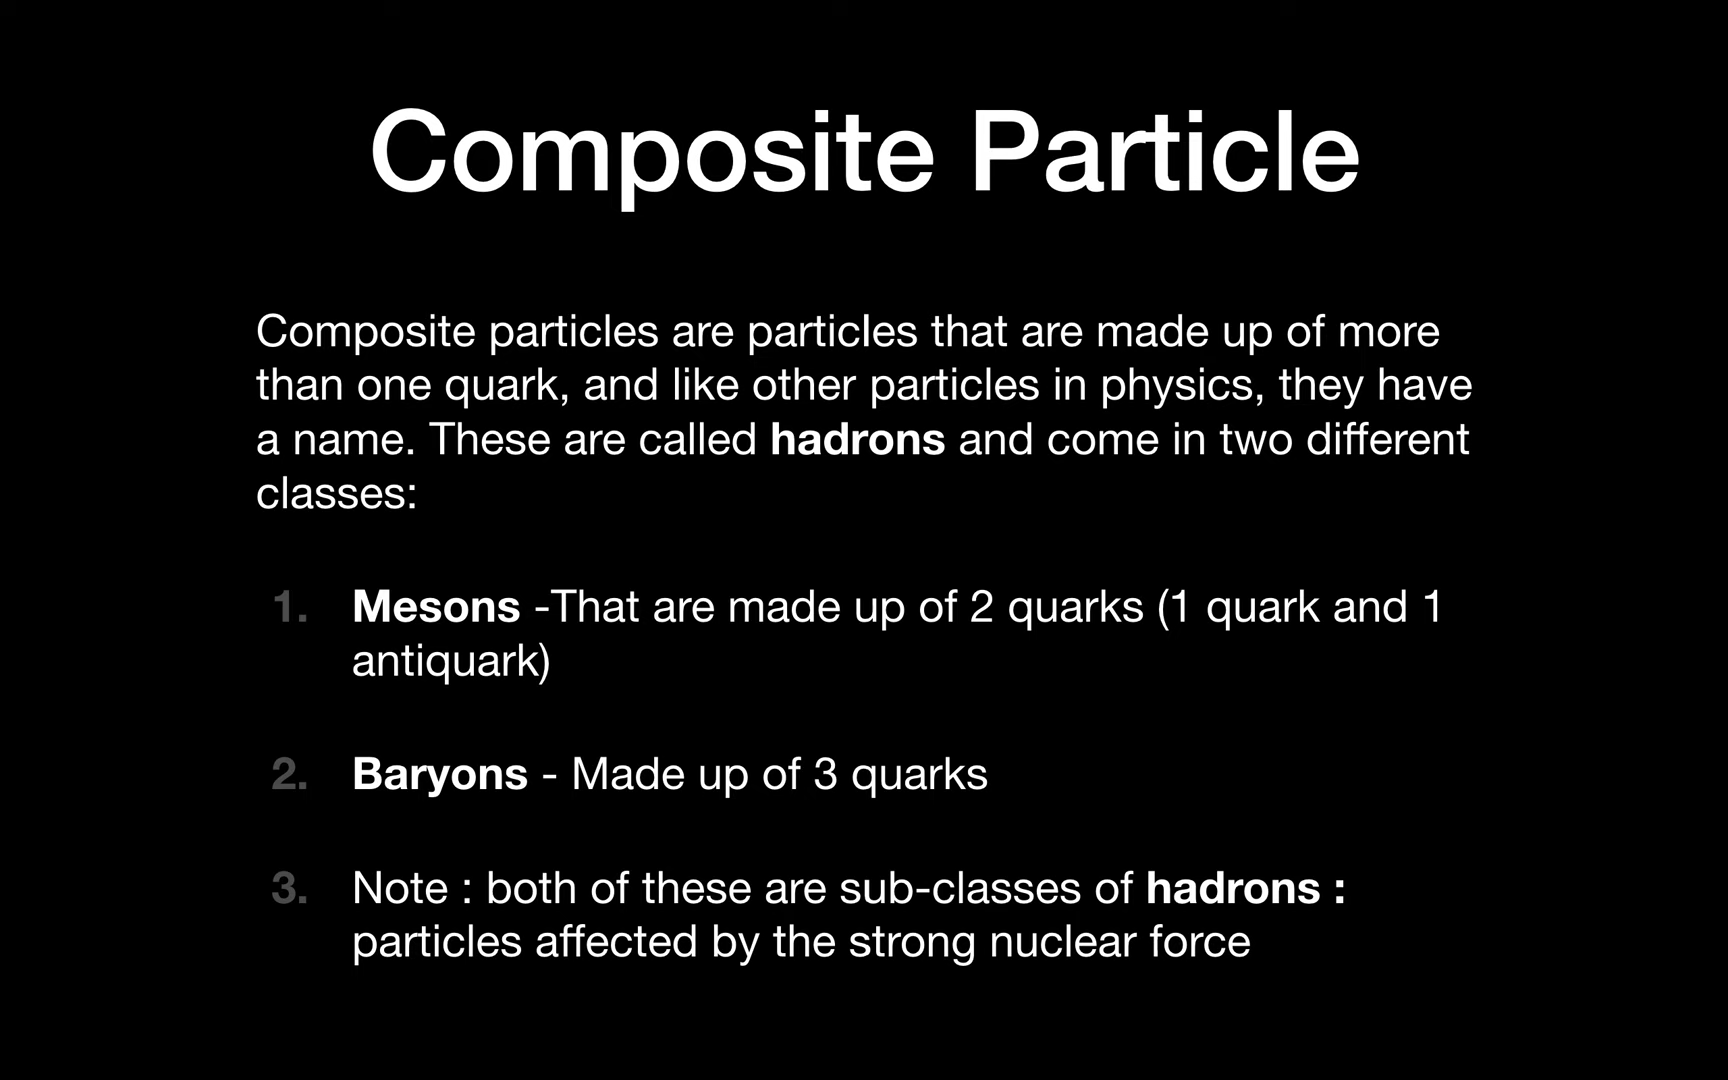 Composite Particle
Composite particles are particles that are made up of more
than one quark, and like other particles in physics, they have
a name. These are called hadrons and come in two different
classes:
1. Mesons -That are made up of 2 quarks (1 quark and 1
antiquark)
2. Baryons - Made up of 3 quarks
3. Note : both of these are sub-classes of hadrons :
particles affected by the strong nuclear force